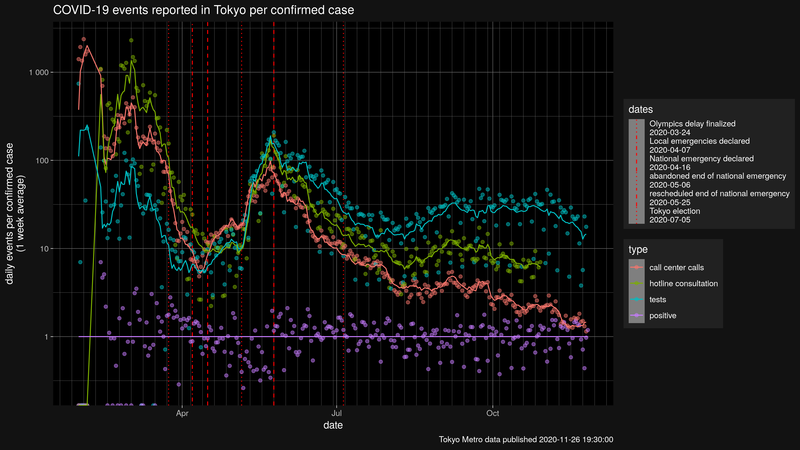 COVID-19 events reported in Tokyo per confirmed case
daily events per confirmed case
(1 week average)
1 000
100
10
1
Apr
Jul
Oct
date
dates
Olympics delay finalized
2020-03-24
Local emergencies declared
2020-04-07
National emergency declared
2020-04-16
abandoned end of national emergency
2020-05-06
rescheduled end of national emergency
2020-05-25
Tokyo election
2020-07-05
type
call center calls
hotline consultation
tests
positive
Tokyo Metro data published 2020-11-26 19:30:00